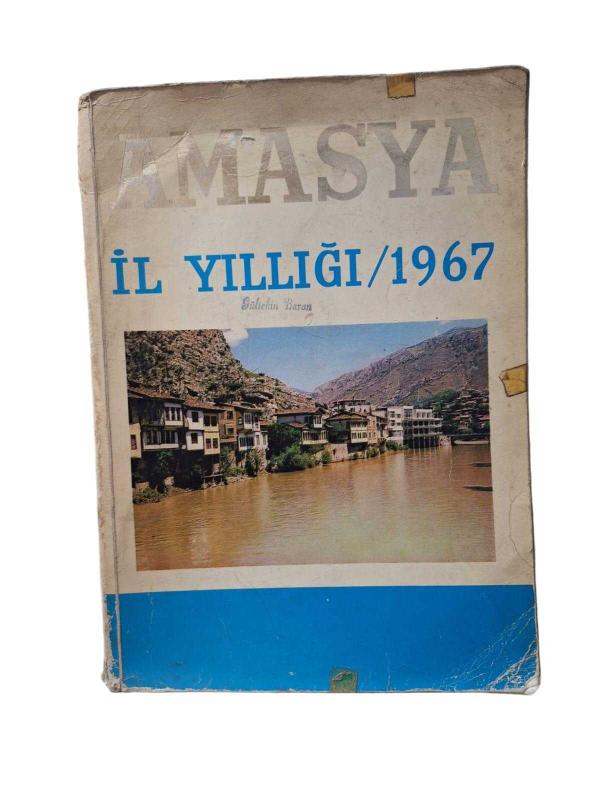 AMASYA
İL YILLIĞI/1967
Gültekin Baran